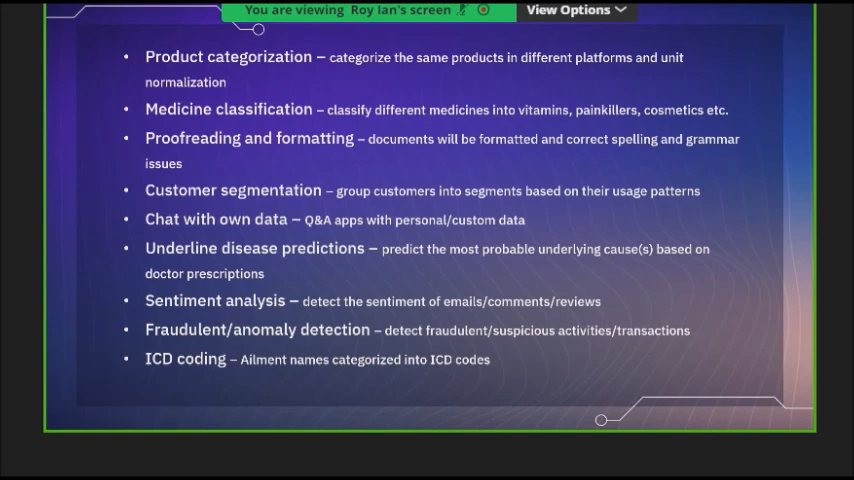 You are viewing Roy Ian's screen
View Options
• Product categorization – categorize the same products in different platforms and unit
normalization
• Medicine classification – classify different medicines into vitamins, painkillers, cosmetics etc.
• Proofreading and formatting – documents will be formatted and correct spelling and grammar
issues
• Customer segmentation – group customers into segments based on their usage patterns
• Chat with own data – Q&A apps with personal/custom data
• Underline disease predictions – predict the most probable underlying cause(s) based on
doctor prescriptions
• Sentiment analysis – detect the sentiment of emails/comments/reviews
• Fraudulent/anomaly detection – detect fraudulent/suspicious activities/transactions
• ICD coding – Ailment names categorized into ICD codes